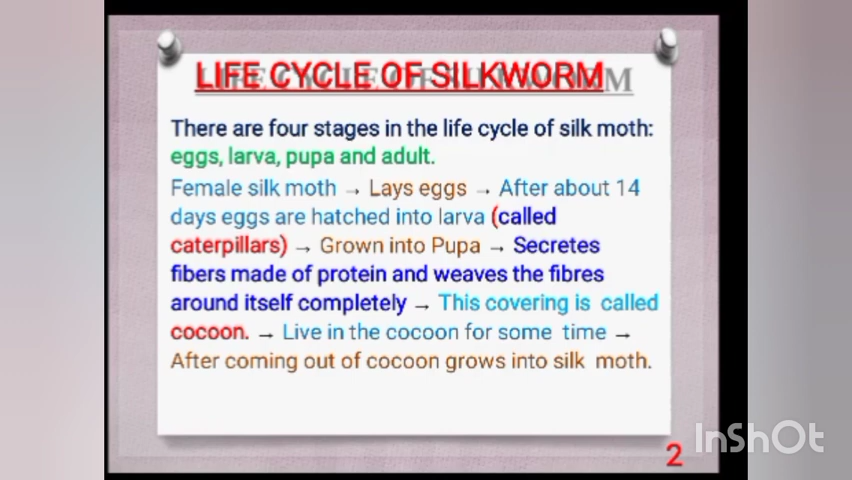 LIFE CYCLE OF SILKWORM
There are four stages in the life cycle of silk moth:
eggs, larva, pupa and adult.
Female silk moth → Lays eggs → After about 14
days eggs are hatched into larva (called
caterpillars) → Grown into Pupa → Secretes
fibers made of protein and weaves the fibres
around itself completely → This covering is called
cocoon. → Live in the cocoon for some time →
After coming out of cocoon grows into silk moth.
2
InShOt